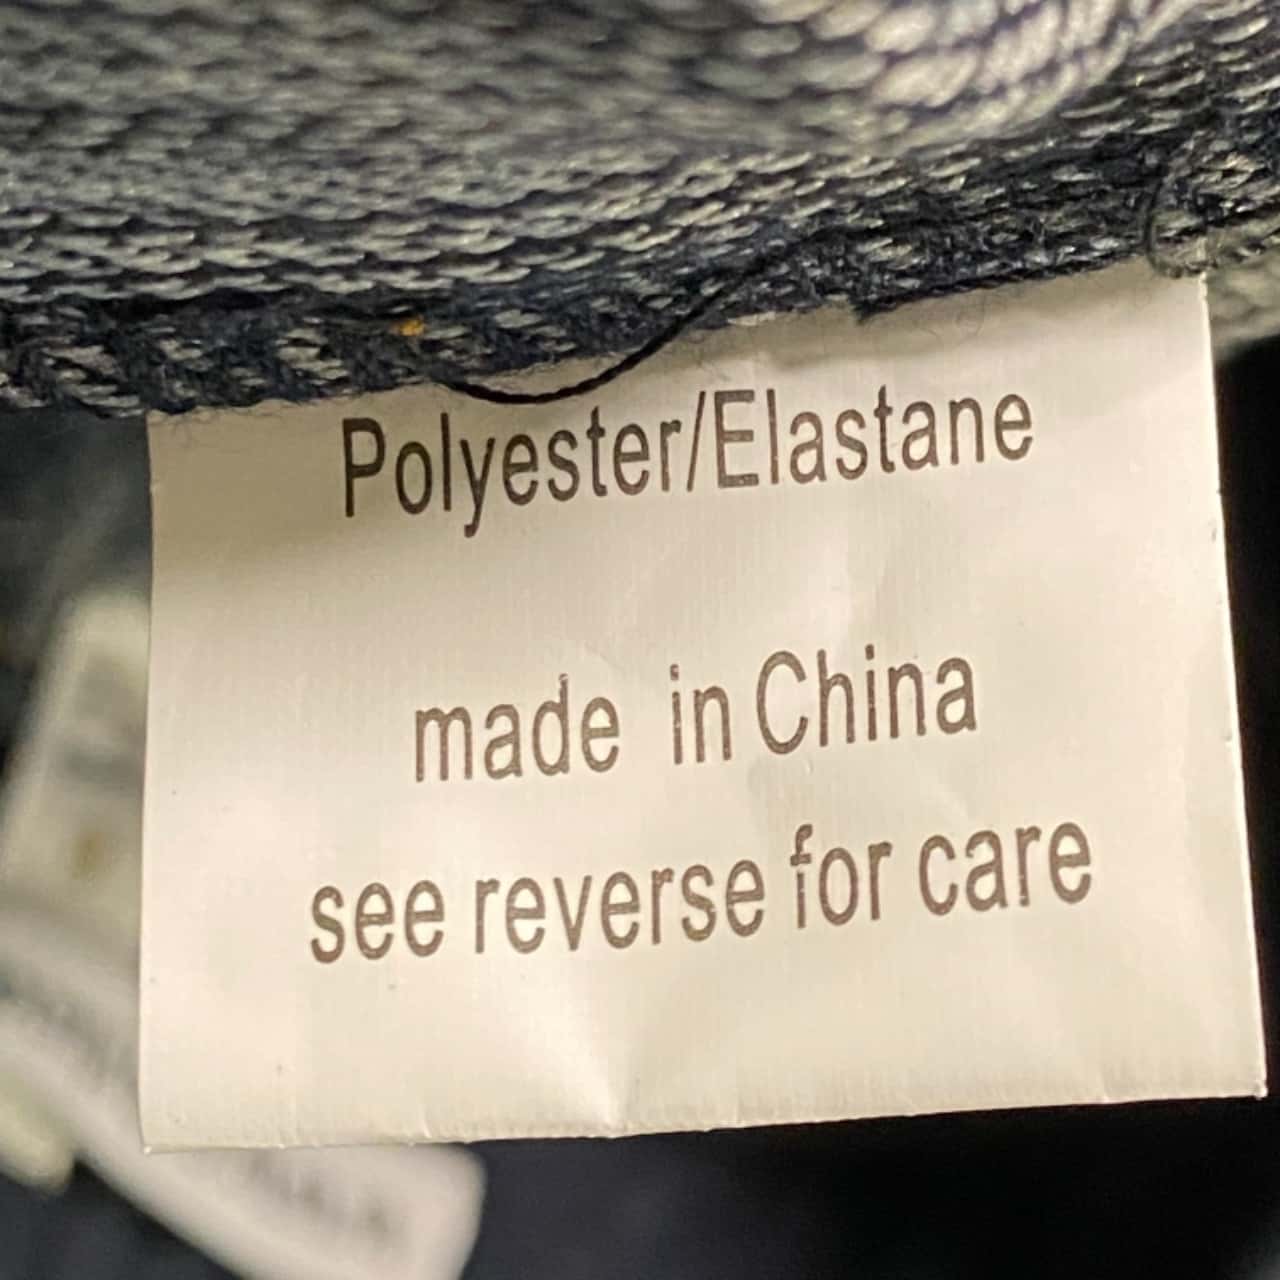 Polyester/Elastane
made in China
see reverse for care